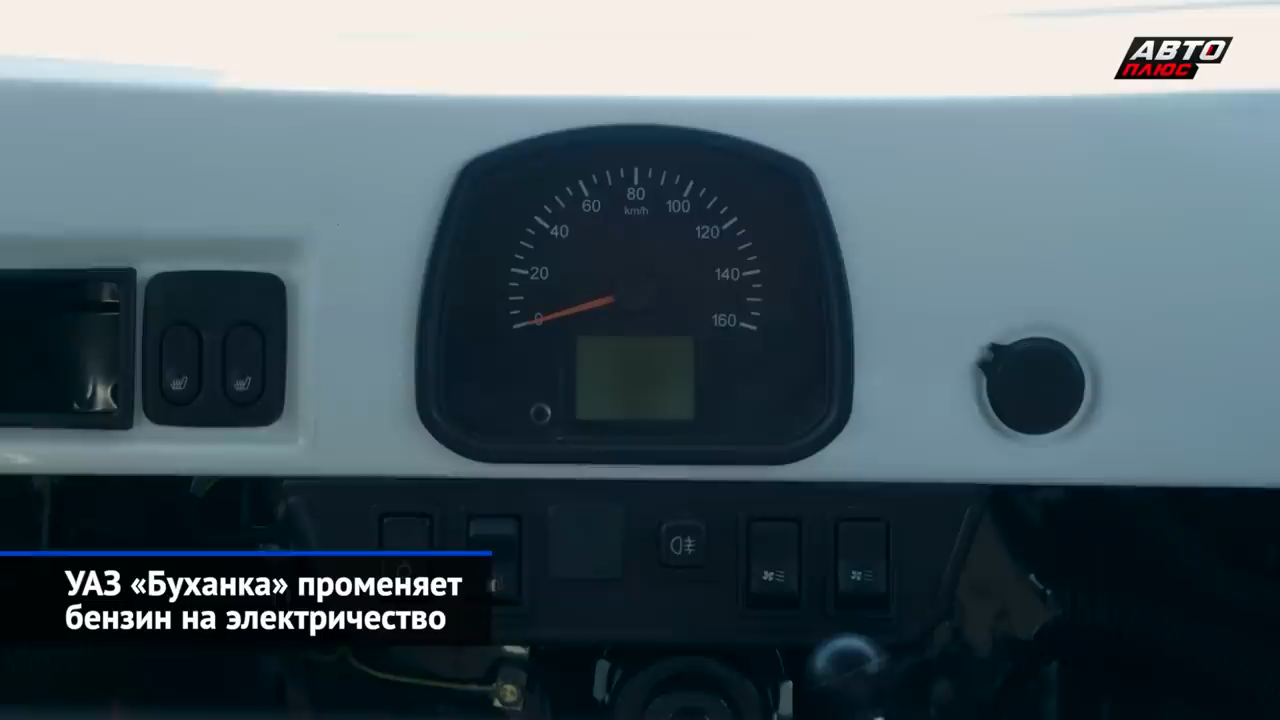 АВТО
ПЛЮС
80
60
100
km/h
40
120
20
140
0
160
УАЗ «Буханка» променяет
бензин на электричество